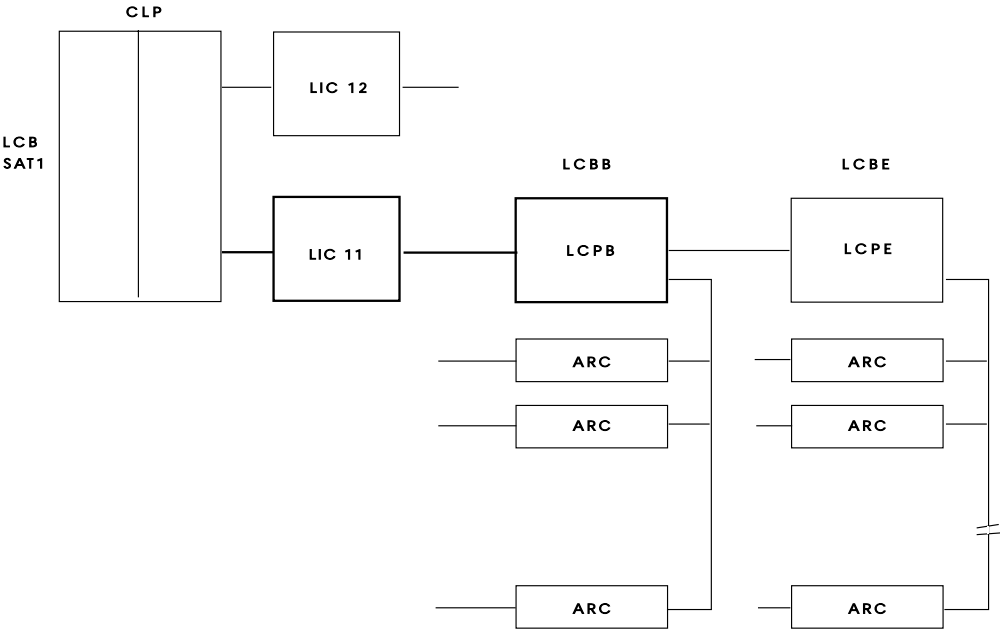 CLP
LIC 12
LCB
SAT1
LCBB
LCBE
LIC 11
LCPB
LCPE
ARC
ARC
ARC
ARC
ARC
ARC